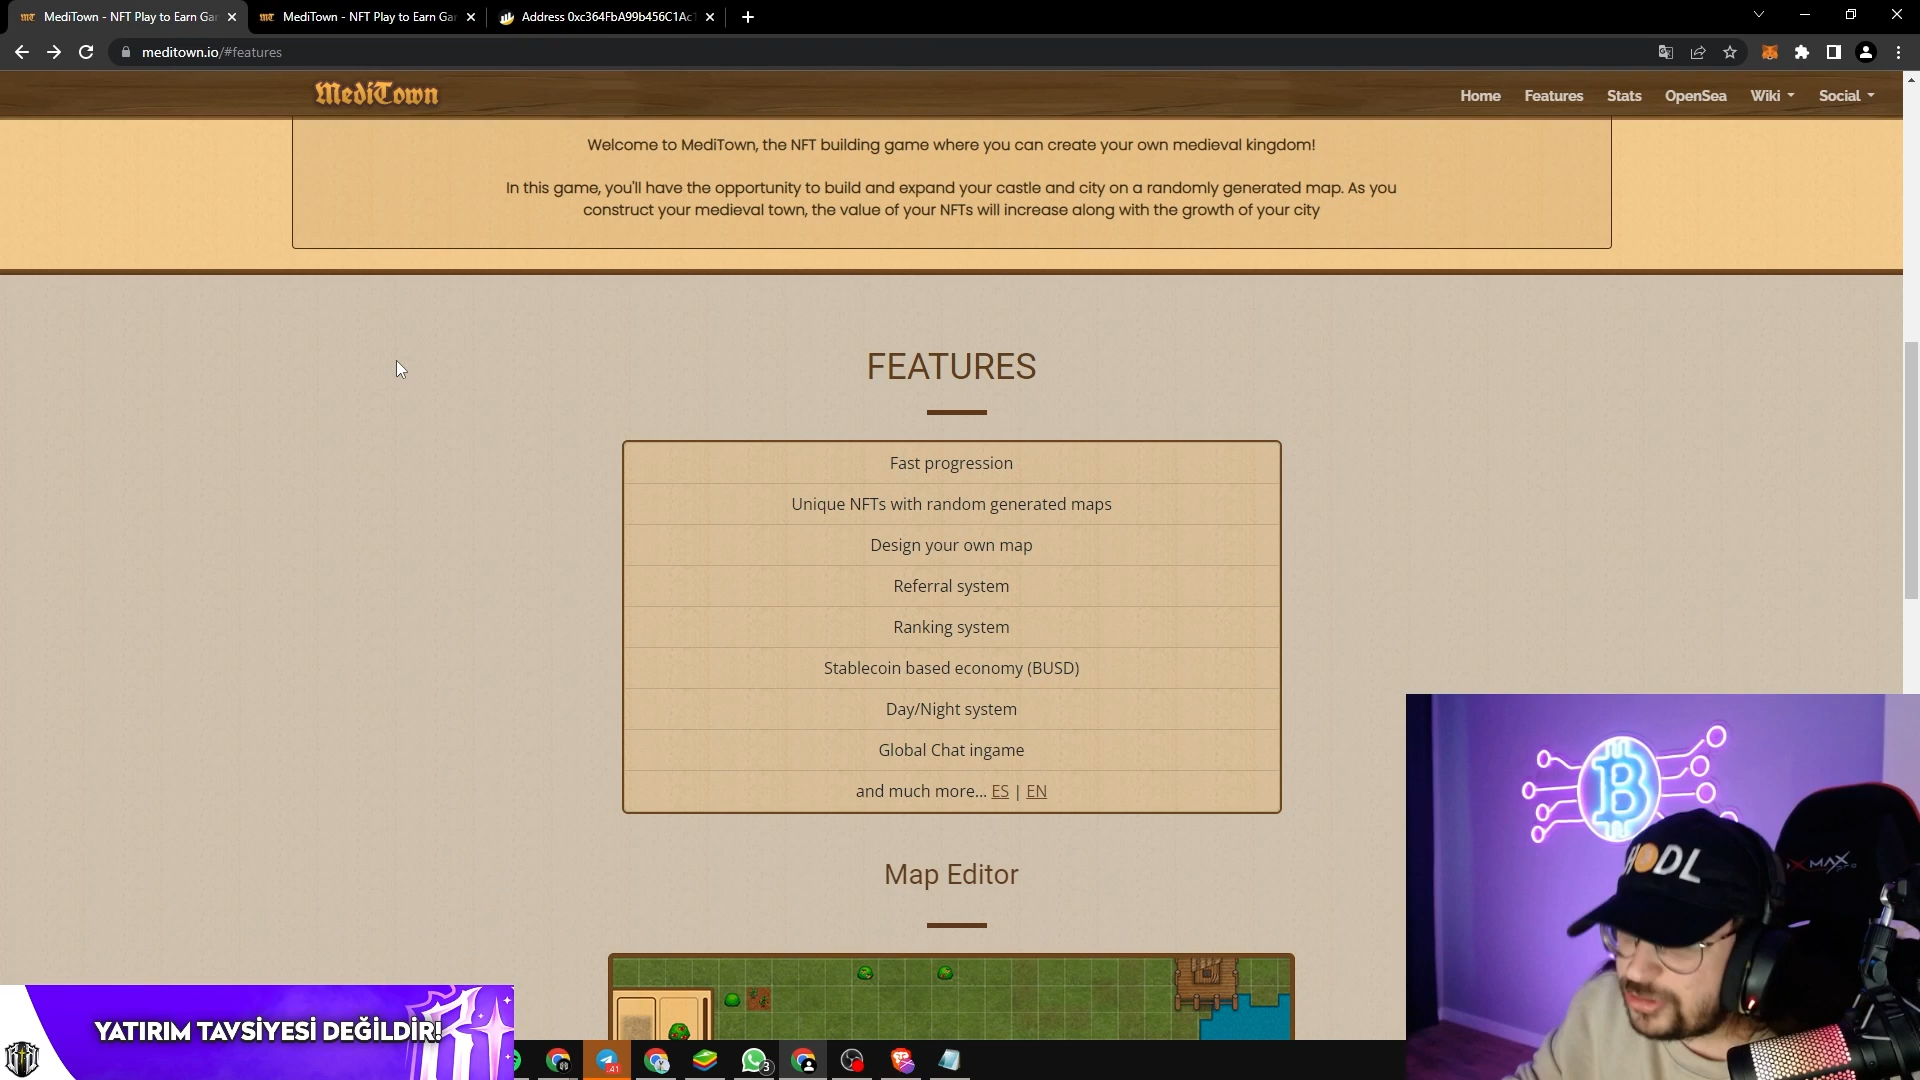 MediTown - NFT Play to Earn Gar
MediTown - NFT Play to Earn Ga
Address 0xc364FbA99b456C1Ac
meditown.io/#features
MediTown
Home
Features
Stats
OpenSea
Wiki
Social
Welcome to MediTown, the NFT building game where you can create your own medieval kingdom!
In this game, you'll have the opportunity to build and expand your castle and city on a randomly generated map. As you
construct your medieval town, the value of your NFTs will increase along with the growth of your city
FEATURES
Fast progression
Unique NFTs with random generated maps
Design your own map
Referral system
Ranking system
Stablecoin based economy (BUSD)
Day/Night system
Global Chat ingame
and much more... ES | EN
Map Editor
HODL
XMAX
YATIRIM TAVSİYESİ DEĞİLDİR!
41
3